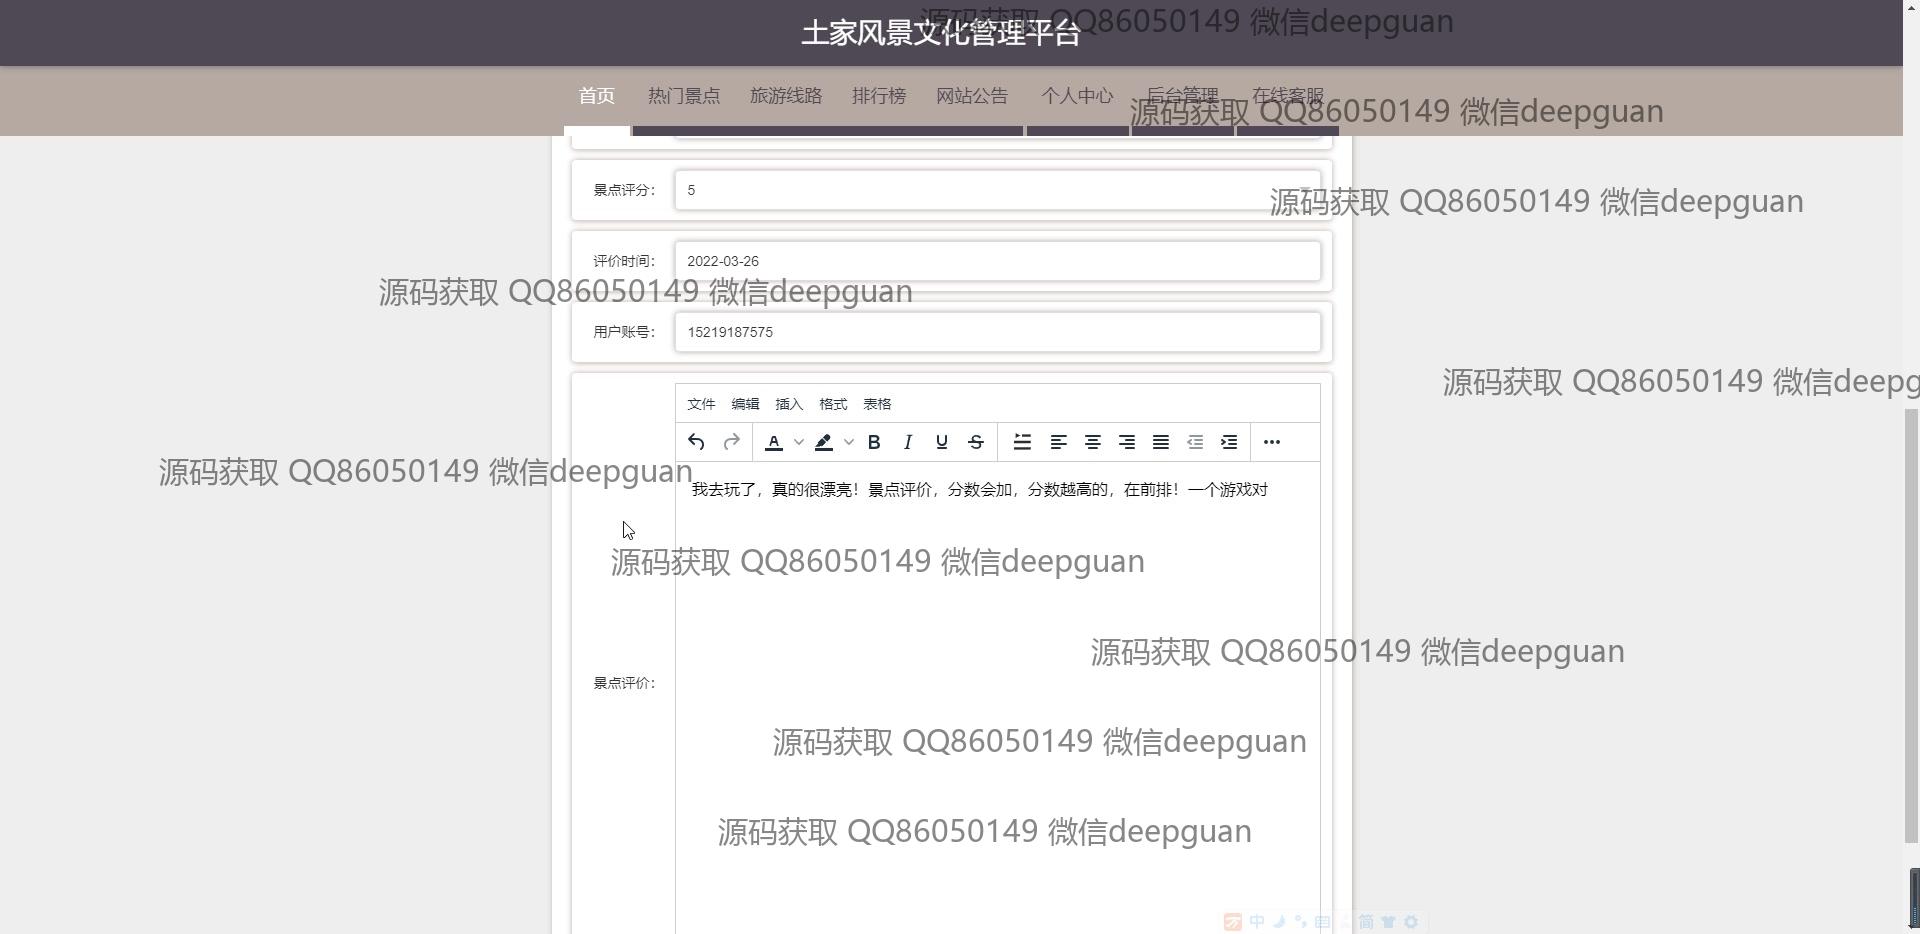 土家风景文化管理平台
源码获取 QQ86050149 微信deepguan
首页 热门景点 旅游线路 排行榜 网站公告 个人中心 后台管理 在线客服
源码获取 QQ86050149 微信deepguan
景点评分： 5
源码获取 QQ86050149 微信deepguan
评价时间： 2022-03-26
源码获取 QQ86050149 微信deepguan
用户账号： 15219187575
源码获取 QQ86050149 微信deepg
文件 编辑 插入 格式 表格
A B I U S
源码获取 QQ86050149 微信deepguan
我去玩了，真的很漂亮！景点评价，分数会加，分数越高的，在前排！一个游戏对
源码获取 QQ86050149 微信deepguan
源码获取 QQ86050149 微信deepguan
景点评价：
源码获取 QQ86050149 微信deepguan
源码获取 QQ86050149 微信deepguan
中 简